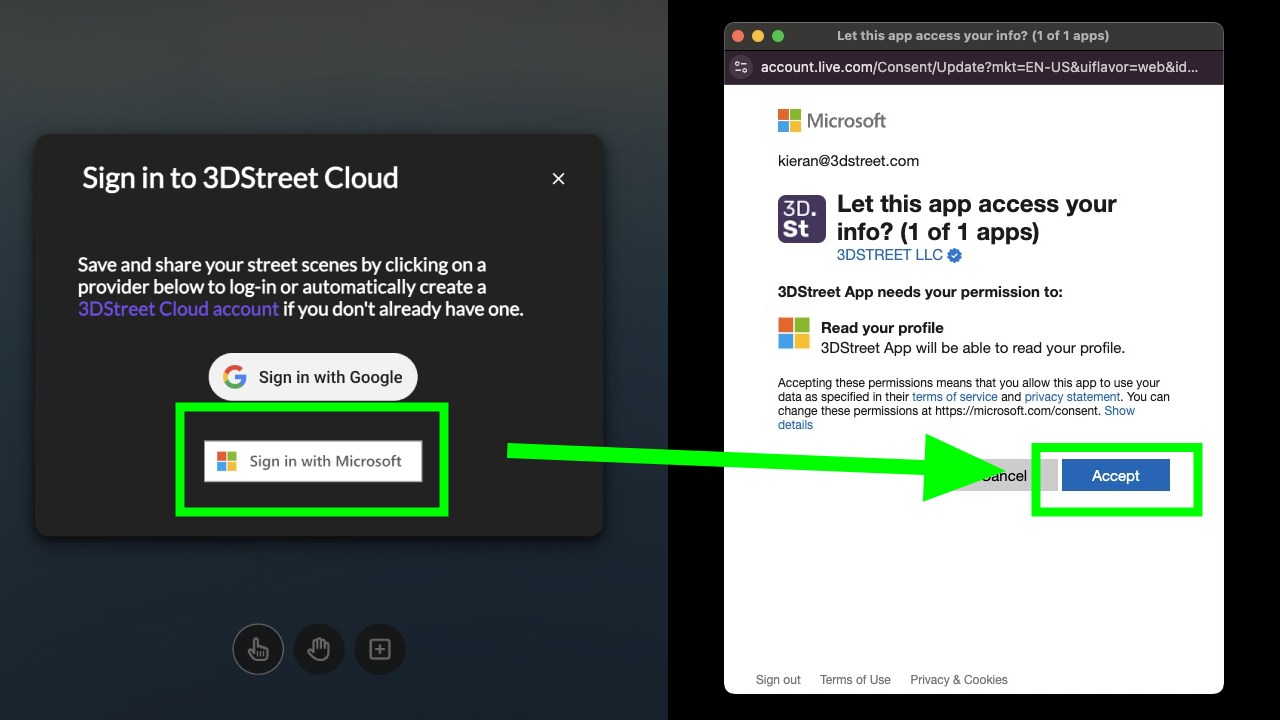 Sign in to 3DStreet Cloud
Save and share your street scenes by clicking on a
provider below to log-in or automatically create a
3DStreet Cloud account if you don't already have one.
Sign in with Google
Sign in with Microsoft
Let this app access your info? (1 of 1 apps)
account.live.com/Consent/Update?mkt=EN-US&uiflavor=web&id...
Microsoft
kieran@3dstreet.com
3D.
St
Let this app access your
info? (1 of 1 apps)
3DSTREET LLC
3DStreet App needs your permission to:
Read your profile
3DStreet App will be able to read your profile.
Accepting these permissions means that you allow this app to use your
data as specified in their terms of service and privacy statement. You can
change these permissions at https://microsoft.com/consent. Show
details
Cancel
Accept
Sign out Terms of Use Privacy & Cookies